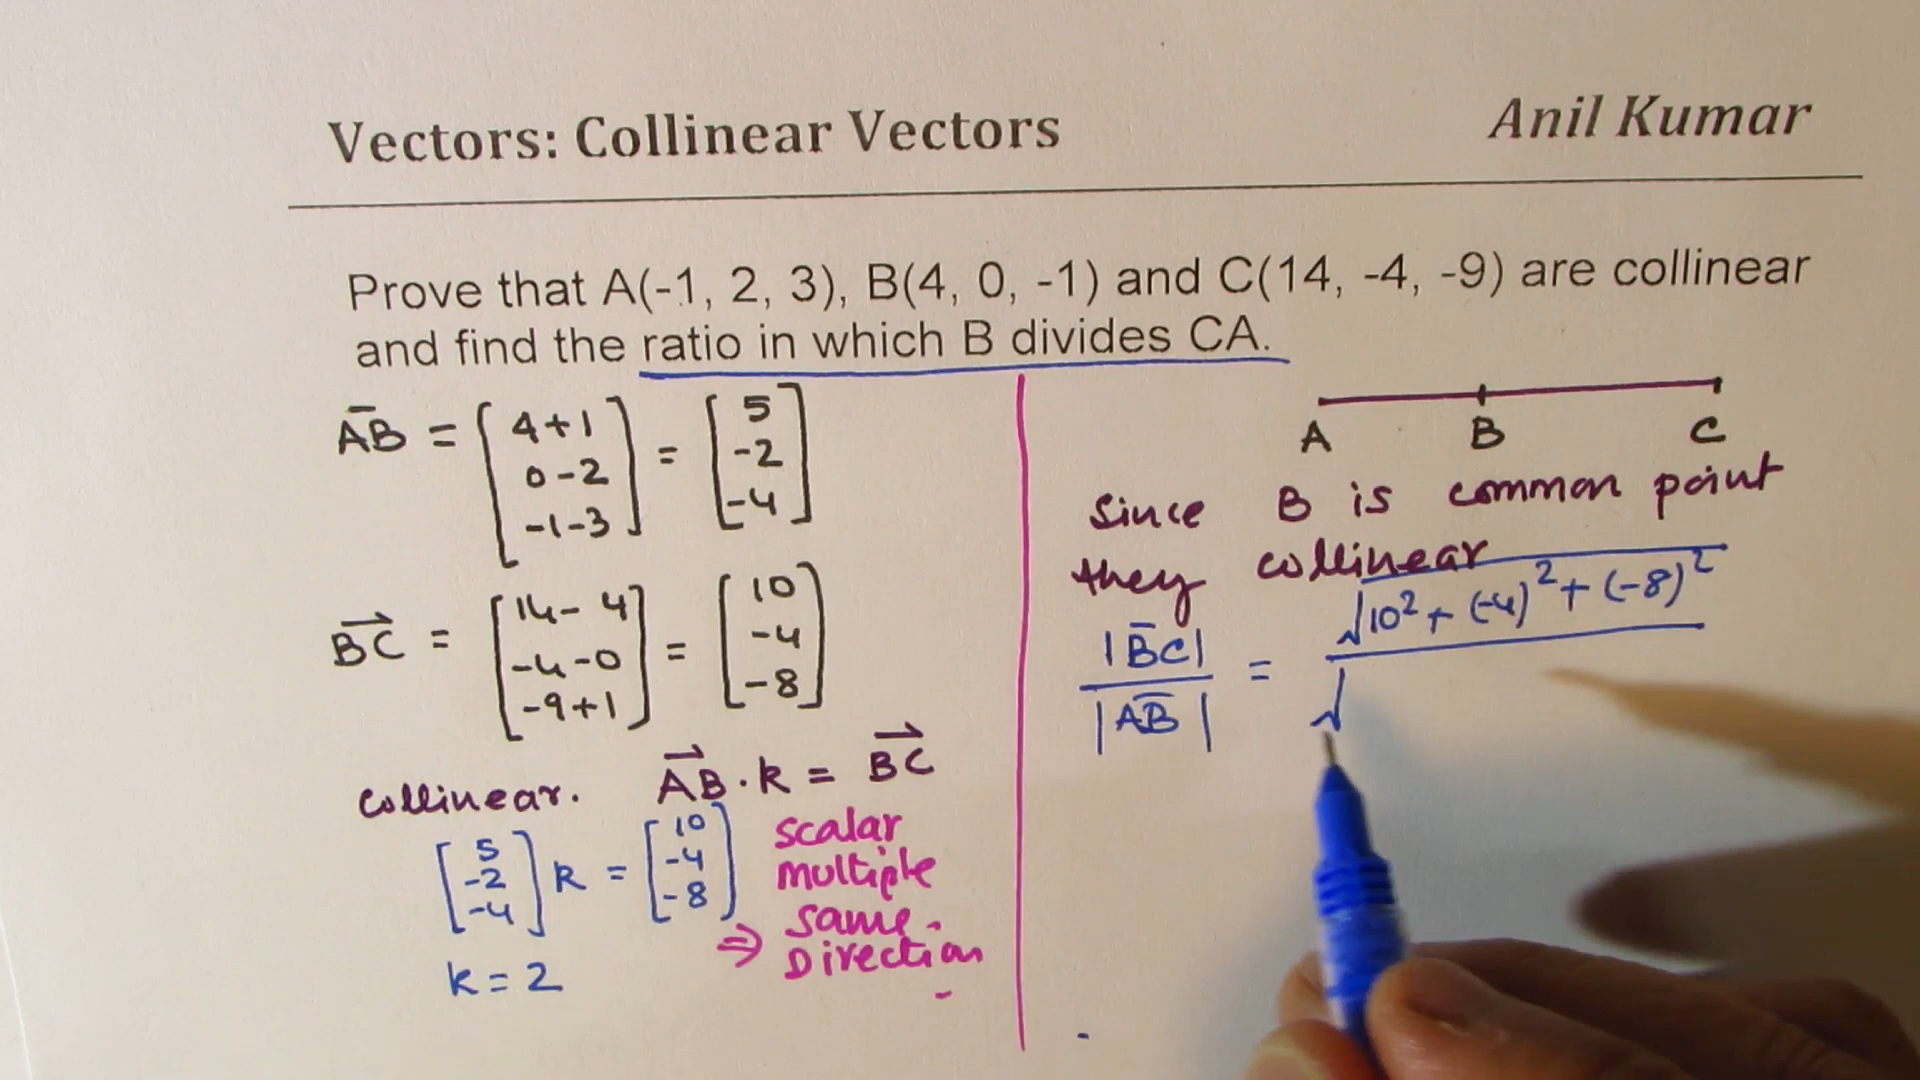 Vectors: Collinear Vectors
Anil Kumar
Prove that A(-1, 2, 3), B(4, 0, -1) and C(14, -4, -9) are collinear
and find the ratio in which B divides CA.
AB = [4+1 0-2 -1-3] = [5 -2 -4]
BC = [14-4 -4-0 -9+1] = [10 -4 -8]
Collinear. AB · k = BC
[5 -2 -4] k = [10 -4 -8]
k = 2
scalar
multiple
same
⇒ Direction
A B C
Since B is common point
they collinear
|BC| / |AB| = √10² + (-4)² + (-8)² / √